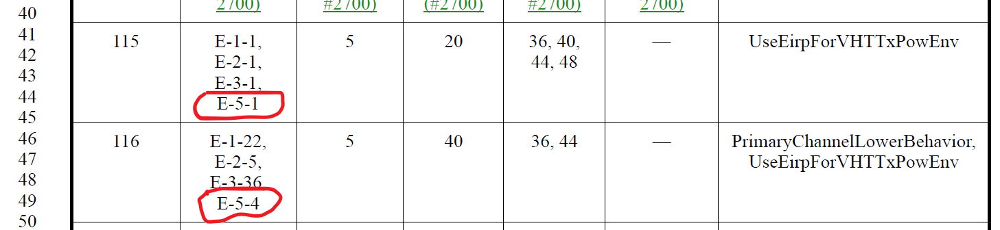 40 2700) #2700) (#2700) #2700) 2700)
41 115 E-1-1, 5 20 36, 40, — UseEirpForVHTTxPowEnv
42 E-2-1, 44, 48
43 E-3-1,
44 E-5-1
45
46 116 E-1-22, 5 40 36, 44 — PrimaryChannelLowerBehavior,
47 E-2-5, UseEirpForVHTTxPowEnv
48 E-3-36
49 E-5-4
50